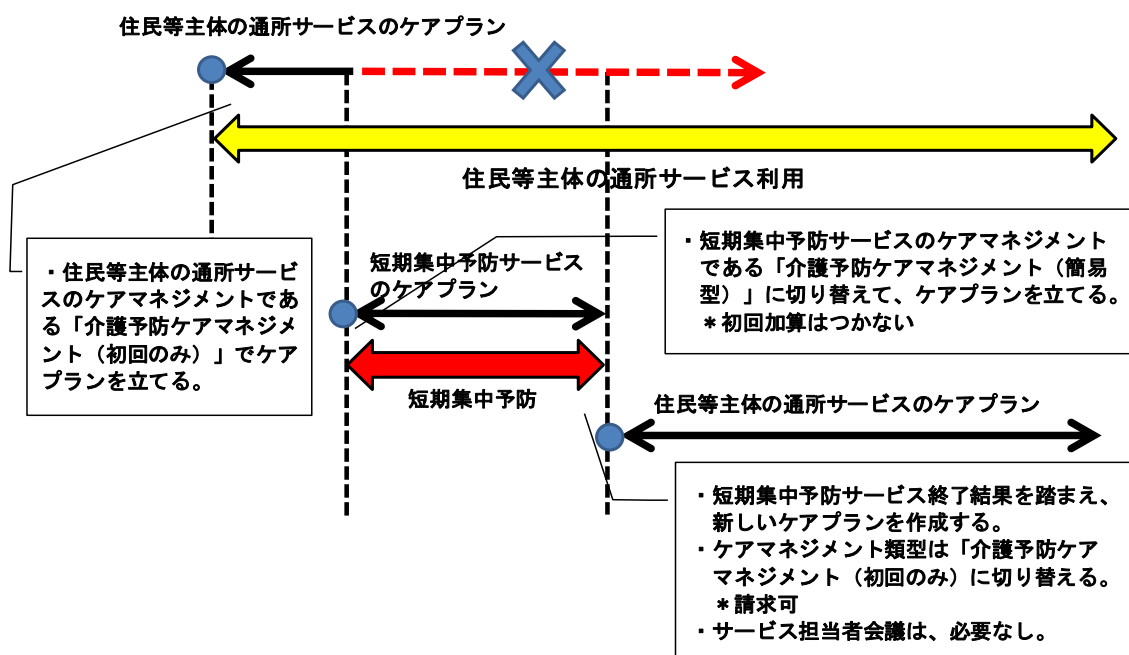 住民等主体の通所サービスのケアプラン
住民等主体の通所サービス利用
・住民等主体の通所サービ
スのケアマネジメントであ
る「介護予防ケアマネジメ
ント（初回のみ）」でケア
プランを立てる。
短期集中予防サービス
のケアプラン
・短期集中予防サービスのケアマネジメント
である「介護予防ケアマネジメント（簡易
型）」に切り替えて、ケアプランを立てる。
＊初回加算はつかない
短期集中予防
住民等主体の通所サービスのケアプラン
・短期集中予防サービス終了結果を踏まえ、
新しいケアプランを作成する。
・ケアマネジメント類型は「介護予防ケア
マネジメント（初回のみ）に切り替える。
＊請求可
・サービス担当者会議は、必要なし。